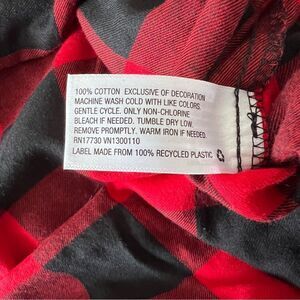 100% COTTON EXCLUSIVE OF DECORATION
MACHINE WASH COLD WITH LIKE COLORS.
GENTLE CYCLE. ONLY NON-CHLORINE
BLEACH IF NEEDED. TUMBLE DRY LOW.
REMOVE PROMPTLY. WARM IRON IF NEEDED.
RN17730 VN1300110
LABEL MADE FROM 100% RECYCLED PLASTIC